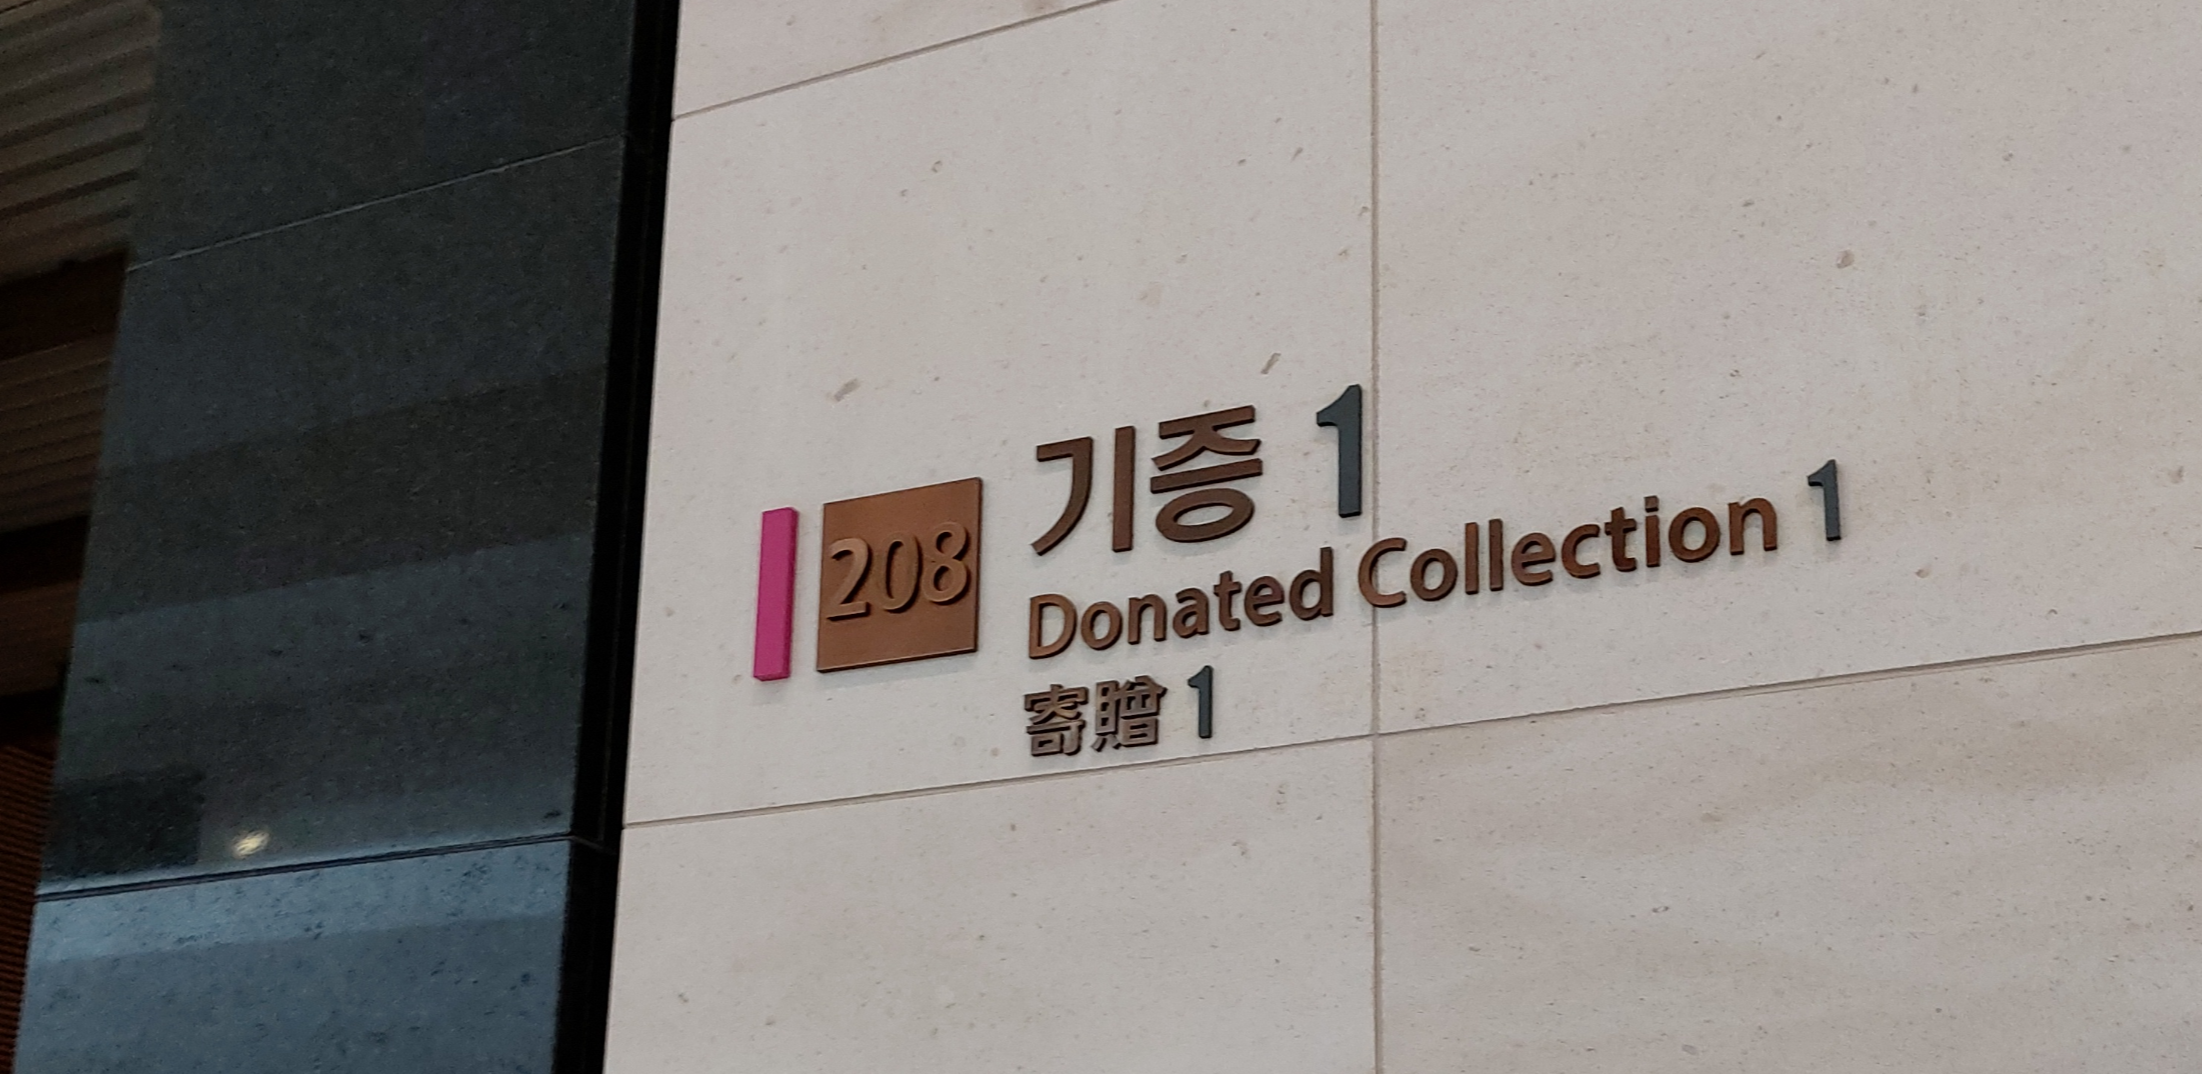 208
기증 1
Donated Collection 1
寄贈 1